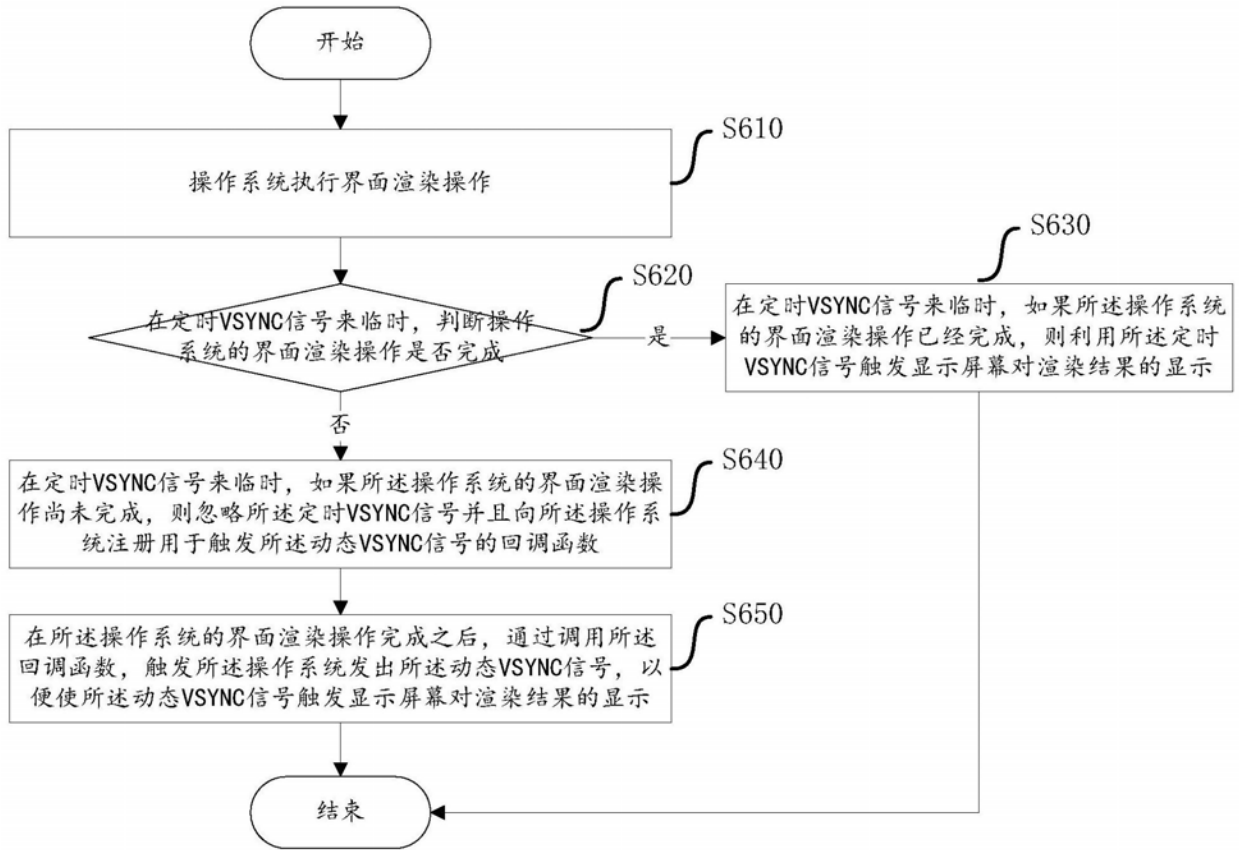 开始
S610
操作系统执行界面渲染操作
S620
在定时VSYNC信号来临时，判断操作
系统的界面渲染操作是否完成
是
S630
在定时VSYNC信号来临时，如果所述操作系统
的界面渲染操作已经完成，则利用所述定时
VSYNC信号触发显示屏幕对渲染结果的显示
否
S640
在定时VSYNC信号来临时，如果所述操作系统的界面渲染操
作尚未完成，则忽略所述定时VSYNC信号并且向所述操作系
统注册用于触发所述动态VSYNC信号的回调函数
S650
在所述操作系统的界面渲染操作完成之后，通过调用所述
回调函数，触发所述操作系统发出所述动态VSYNC信号，以
便使所述动态VSYNC信号触发显示屏幕对渲染结果的显示
结束